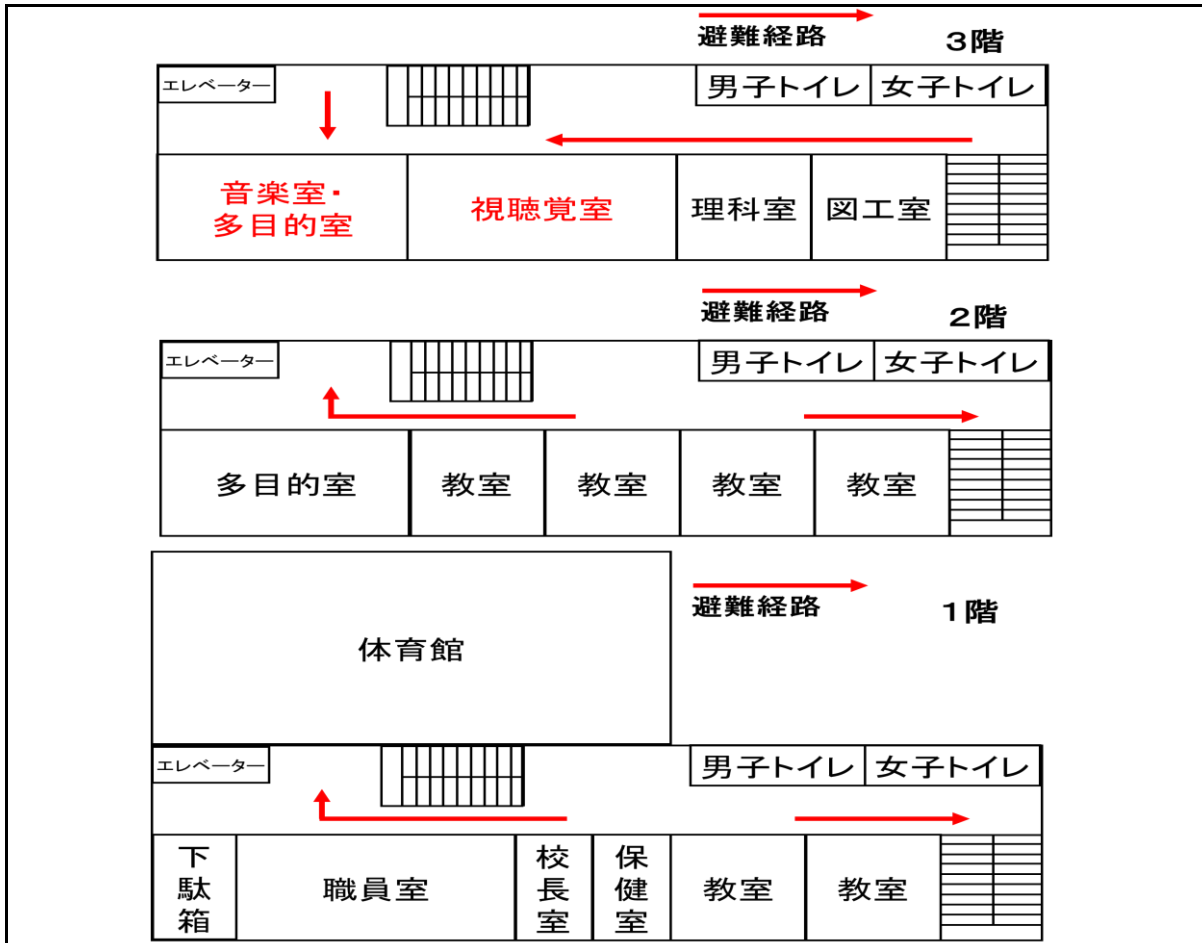 避難経路
3階
エレベーター
男子トイレ
女子トイレ
音楽室・
多目的室
視聴覚室
理科室
図工室
避難経路
2階
エレベーター
男子トイレ
女子トイレ
多目的室
教室
教室
教室
教室
避難経路
1階
体育館
エレベーター
男子トイレ
女子トイレ
下駄箱
職員室
校長室
保健室
教室
教室